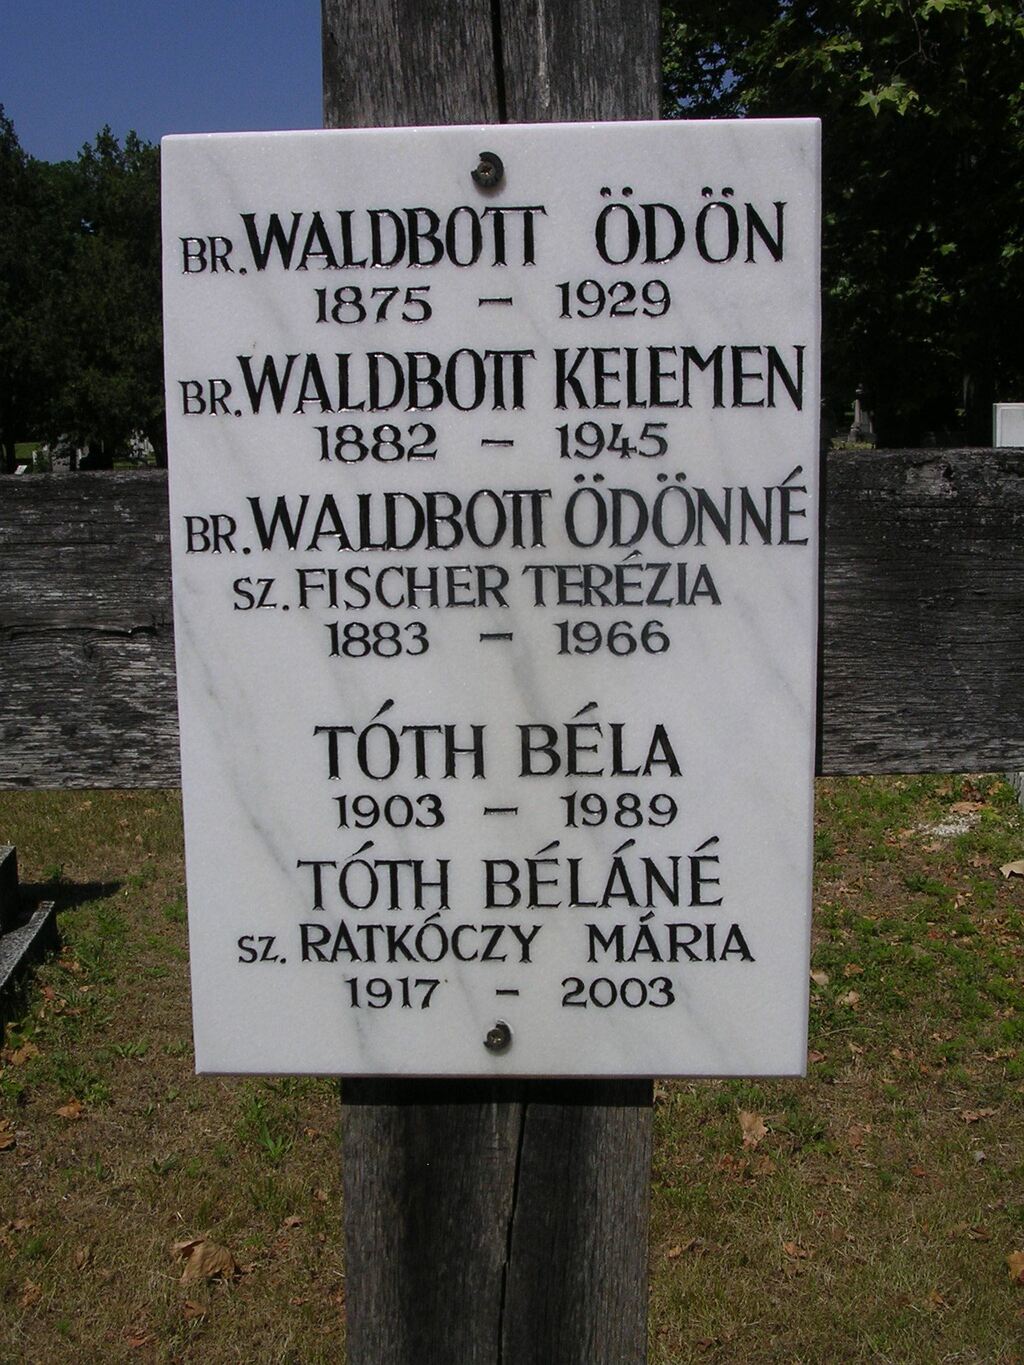 BR. WALDBOTT ÖDÖN
1875 – 1929
BR. WALDBOTT KELEMEN
1882 – 1945
BR. WALDBOTT ÖDÖNNÉ
SZ. FISCHER TERÉZIA
1883 – 1966
TÓTH BÉLA
1903 – 1989
TÓTH BÉLÁNÉ
SZ. RATKÓCZY MÁRIA
1917 – 2003